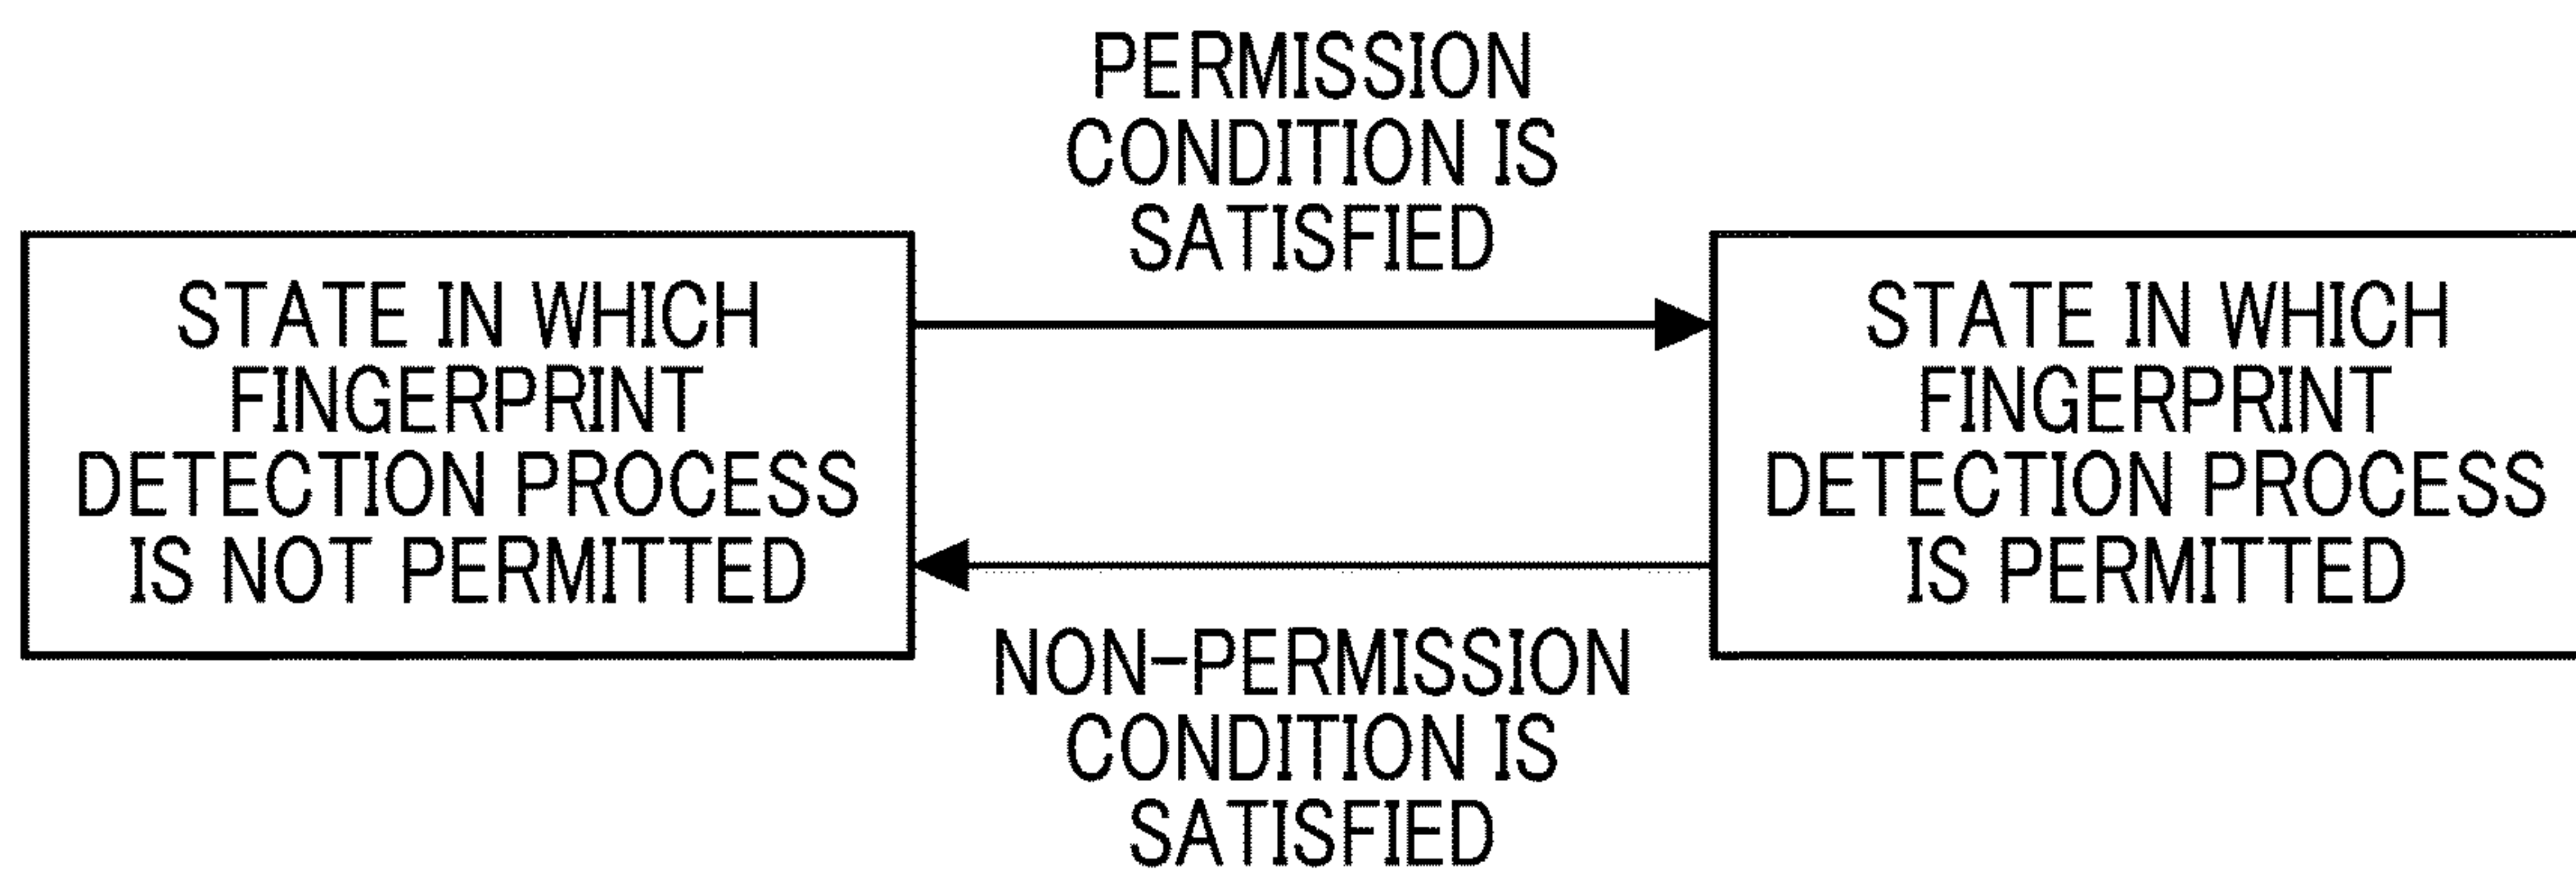 PERMISSION
CONDITION IS
SATISFIED
STATE IN WHICH
FINGERPRINT
DETECTION PROCESS
IS NOT PERMITTED
STATE IN WHICH
FINGERPRINT
DETECTION PROCESS
IS PERMITTED
NON-PERMISSION
CONDITION IS
SATISFIED